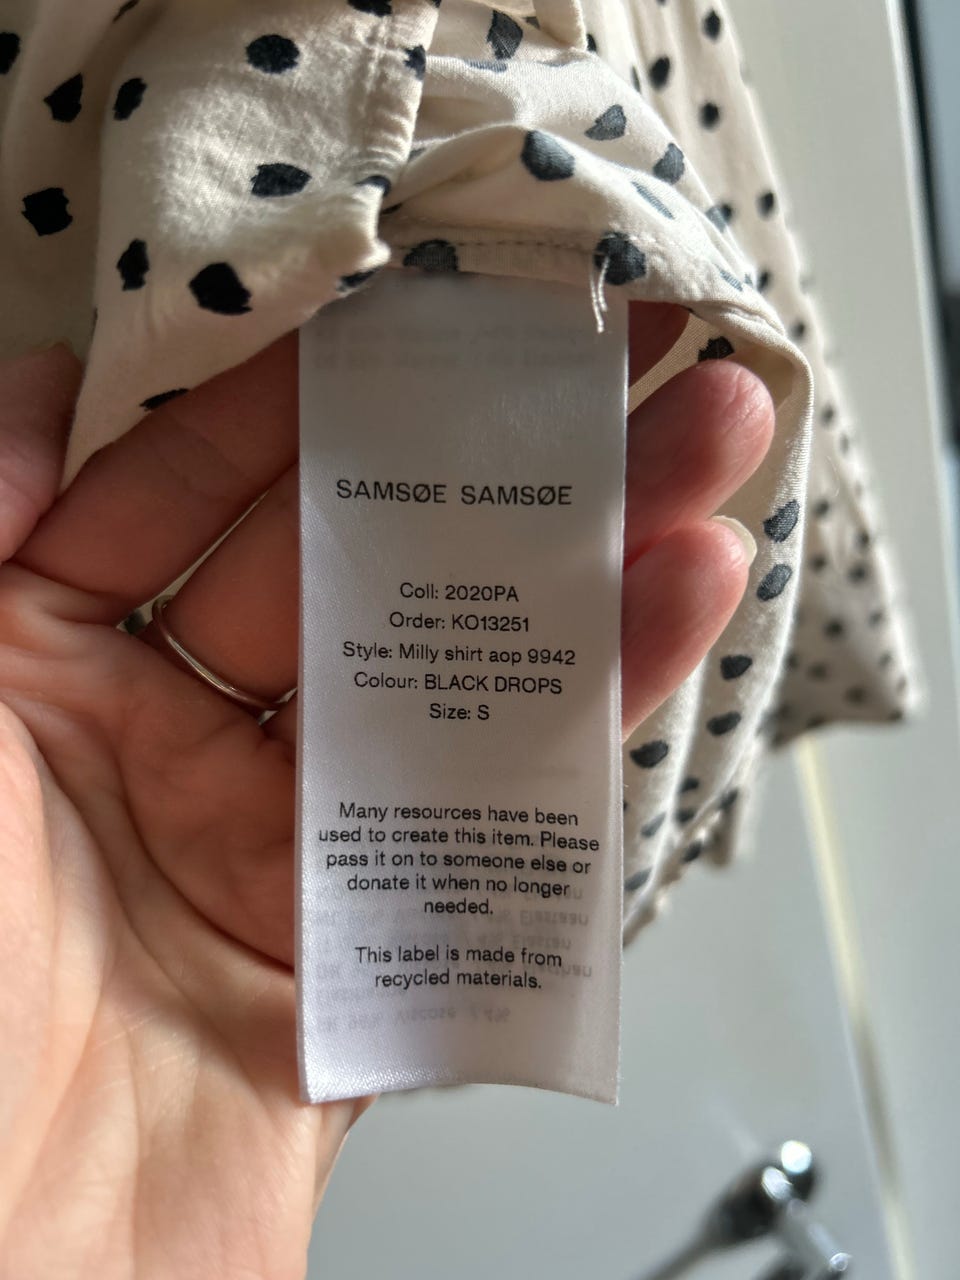 SAMSØE SAMSØE
Coll: 2020PA
Order: KO13251
Style: Milly shirt aop 9942
Colour: BLACK DROPS
Size: S
Many resources have been
used to create this item. Please
pass it on to someone else or
donate it when no longer
needed.
This label is made from
recycled materials.